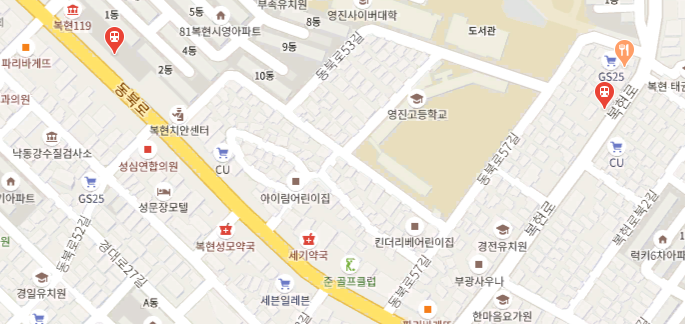 부속유치원
영진사이버대학
복현119
1동
5동
8동
81복현시영아파트
도서관
9동
파리바게뜨
4동
동북로53길
2동
10동
GS25
동북로
복현로
복현 태권
과의원
복현치안센터
영진고등학교
낙동강수질검사소
CU
성심연합의원
CU
동북로57길
GS25
아이림어린이집
기아파트
성문장모텔
복현로
복현로북2길
동북로52길
복현성모약국
세기약국
킨더리베어린이집
경전유치원
럭키6차아파트
경대로27길
준 골프클럽
동북로57길
부광사우나
경일유치원
A동
세븐일레븐
한마음요가원